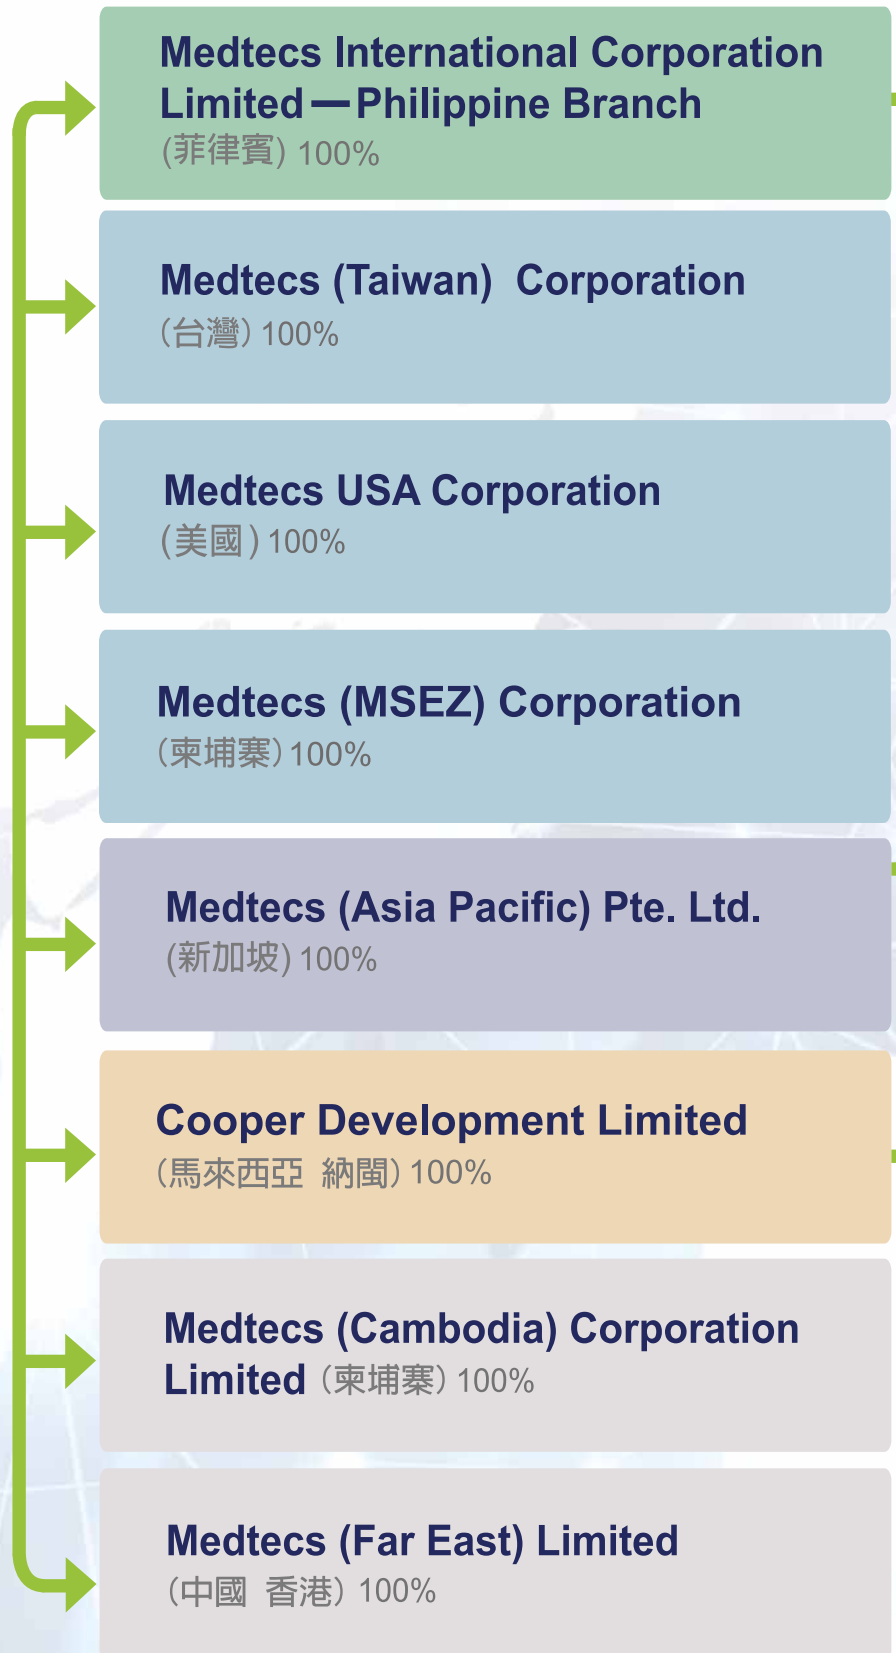 Medtecs International Corporation
Limited — Philippine Branch
(菲律賓) 100%
Medtecs (Taiwan) Corporation
(台灣) 100%
Medtecs USA Corporation
(美國) 100%
Medtecs (MSEZ) Corporation
(柬埔寨) 100%
Medtecs (Asia Pacific) Pte. Ltd.
(新加坡) 100%
Cooper Development Limited
(馬來西亞 納閩) 100%
Medtecs (Cambodia) Corporation
Limited (柬埔寨) 100%
Medtecs (Far East) Limited
(中國 香港) 100%